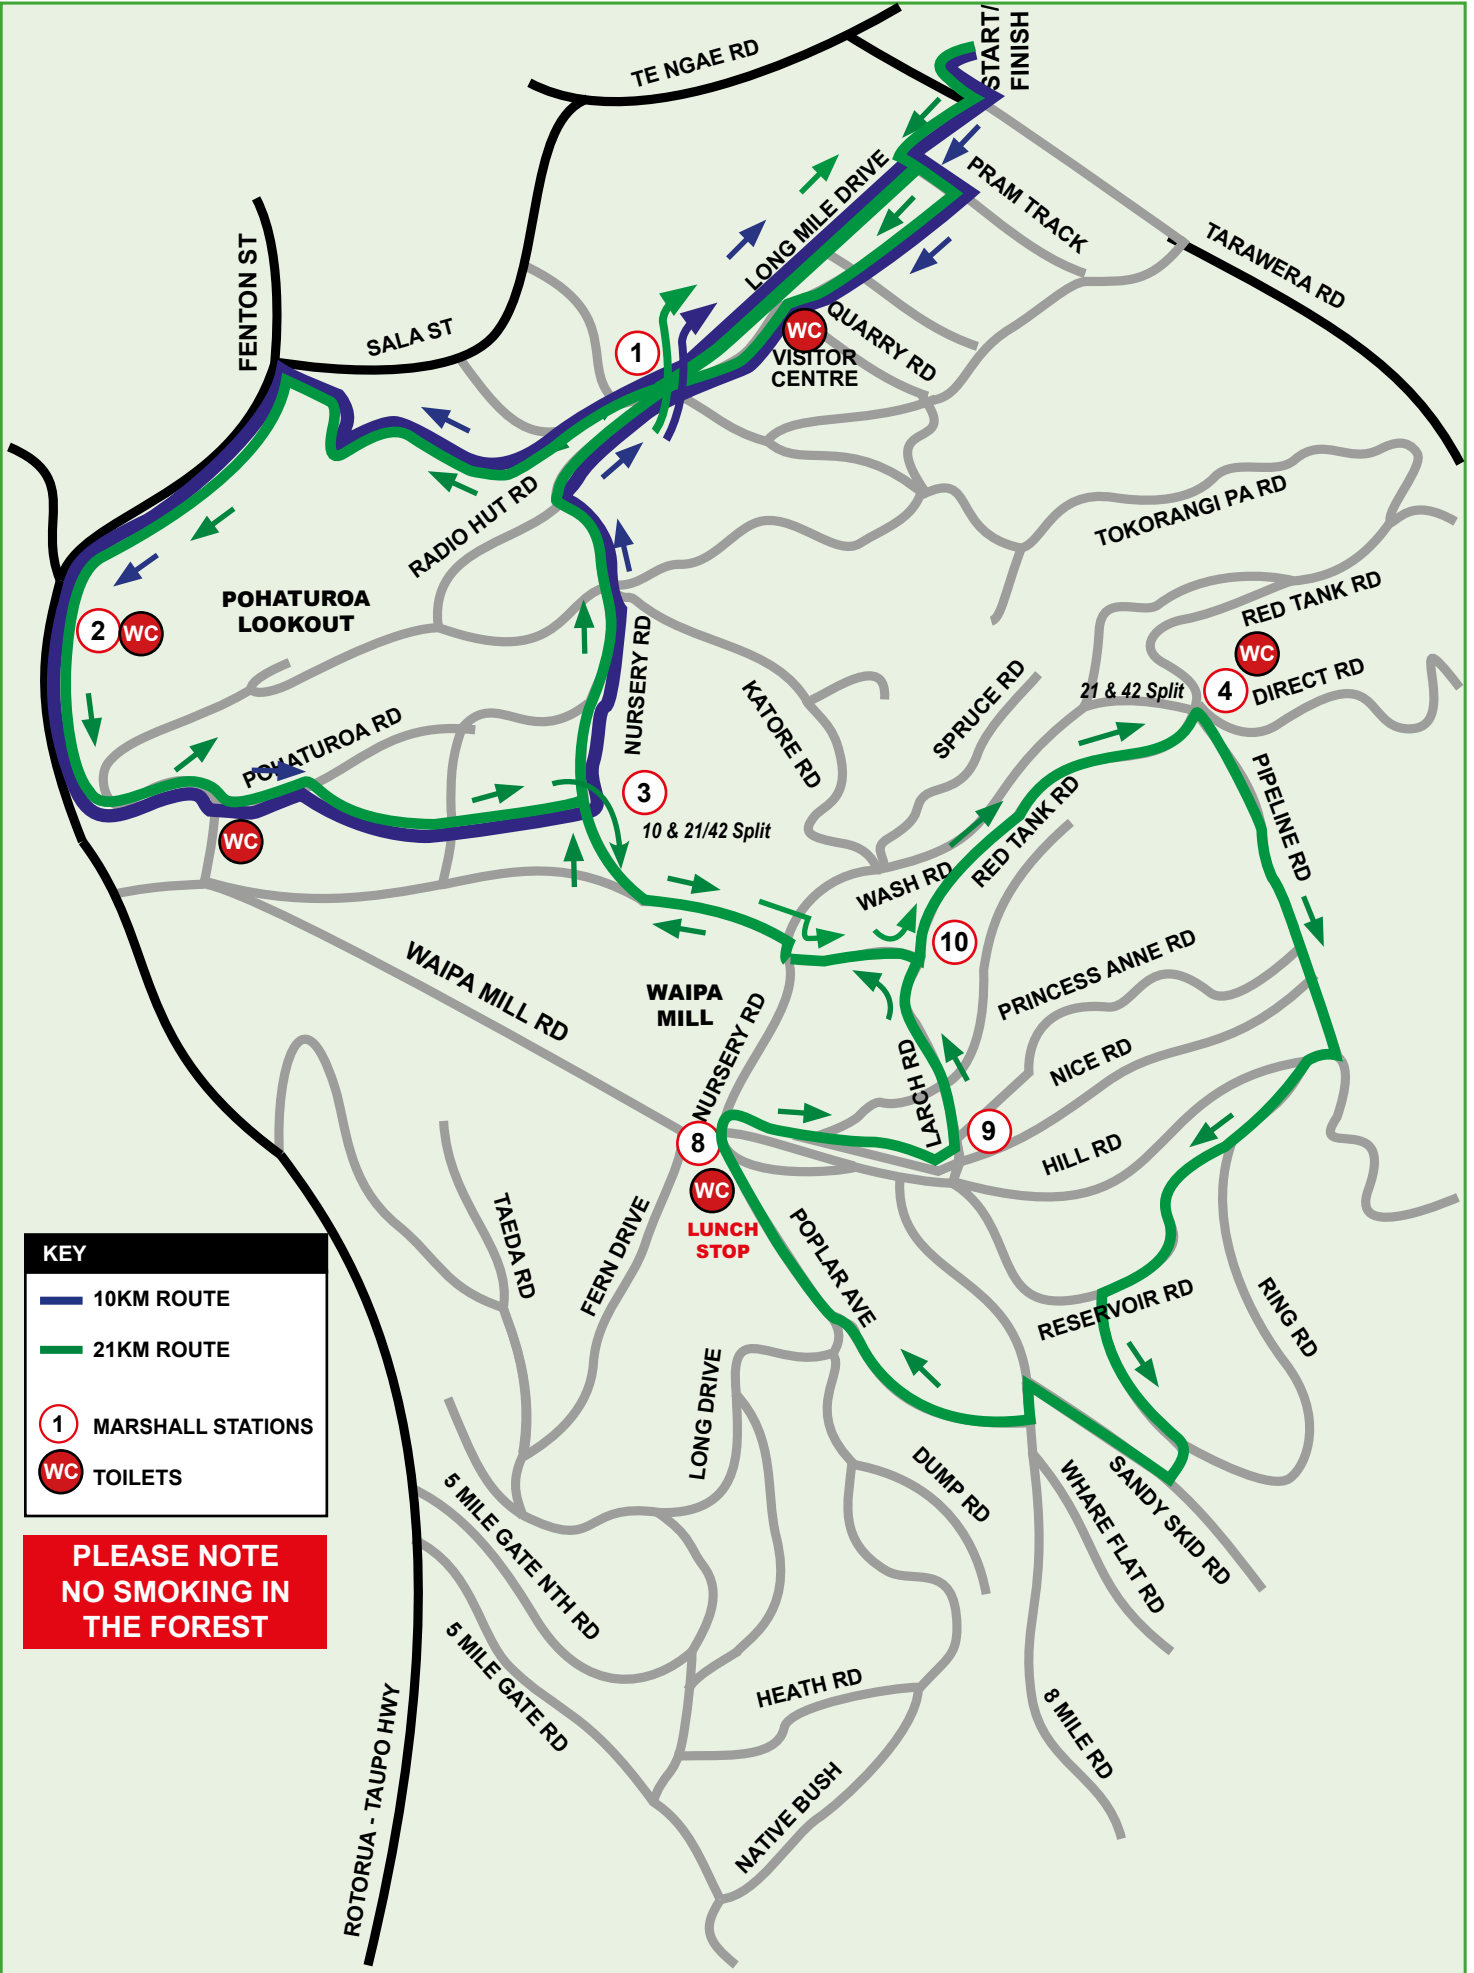 START/
FINISH
TE NGAE RD
LONG MILE DRIVE
PRAM TRACK
TARAWERA RD
FENTON ST
SALA ST
1
WC
VISITOR
CENTRE
QUARRY RD
RADIO HUT RD
TOKORANGI PA RD
POHATUROA
LOOKOUT
2
WC
RED TANK RD
WC
4
DIRECT RD
21 & 42 Split
NURSERY RD
KATORE RD
SPRUCE RD
POHATUROA RD
3
10 & 21/42 Split
WC
PIPELINE RD
RED TANK RD
WASH RD
10
WAIPA MILL RD
WAIPA
MILL
PRINCESS ANNE RD
NURSERY RD
NICE RD
LARCH RD
9
8
HILL RD
WC
LUNCH
STOP
TAEDA RD
FERN DRIVE
POPLAR AVE
RESERVOIR RD
RING RD
KEY
10KM ROUTE
21KM ROUTE
1
MARSHALL STATIONS
WC
TOILETS
LONG DRIVE
DUMP RD
WHARE FLAT RD
SANDY SKID RD
5 MILE GATE NTH RD
5 MILE GATE RD
PLEASE NOTE
NO SMOKING IN
THE FOREST
HEATH RD
8 MILE RD
NATIVE BUSH
ROTORUA - TAUPO HWY